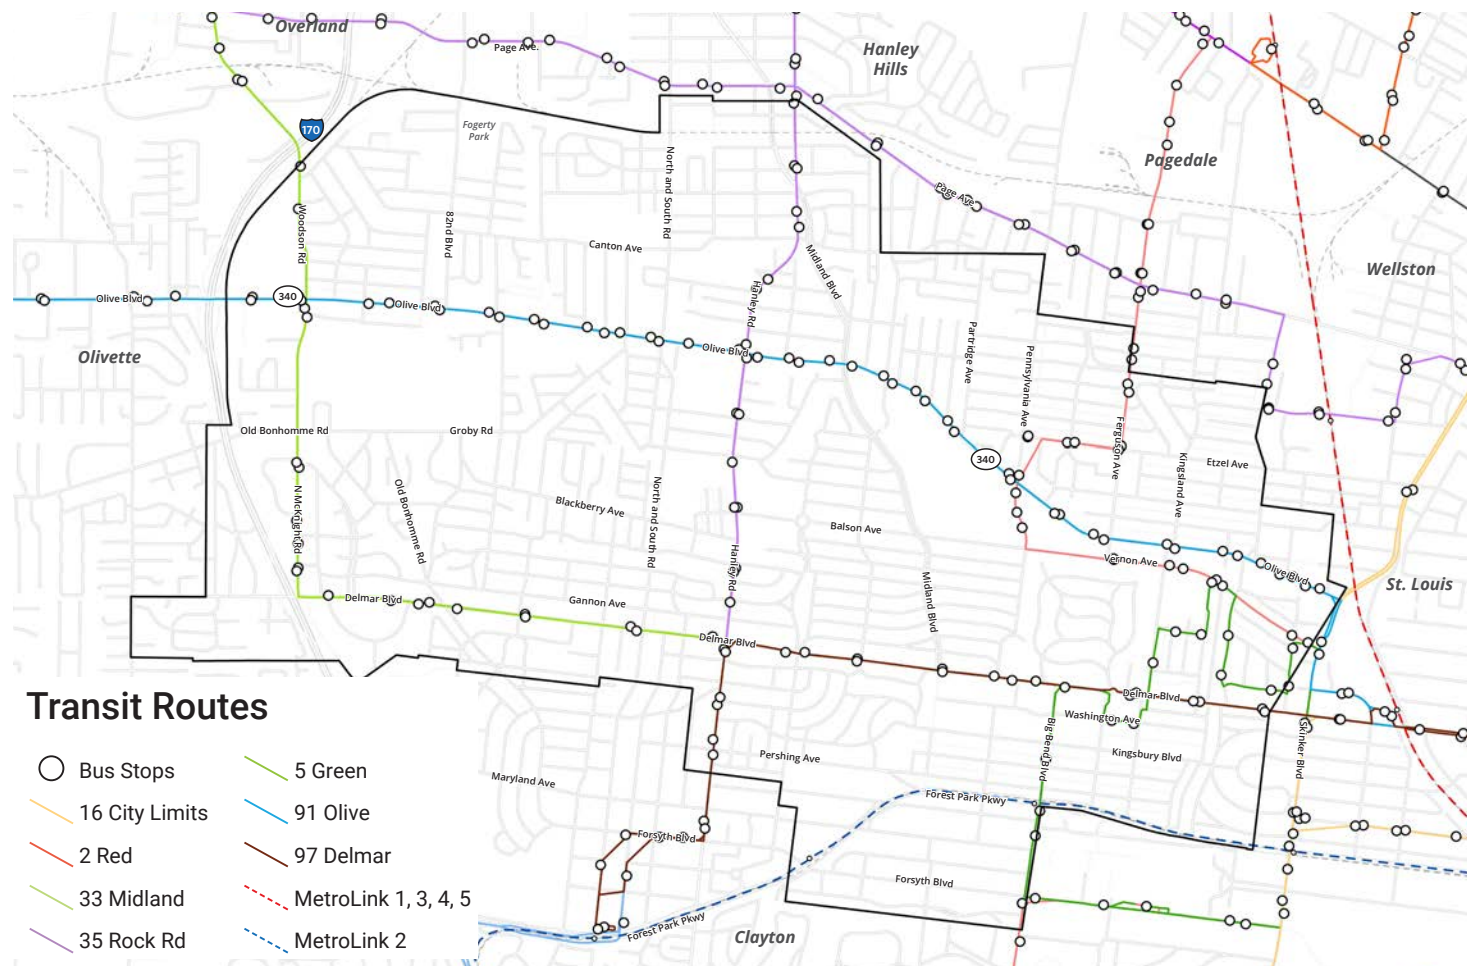 Overland
Page Ave.
Hanley
Hills
170
Fogerty
Park
Pagedale
North and South Rd
Page Ave
Woodson Rd
82nd Blvd
Canton Ave
Midland Blvd
Wellston
Olive Blvd
340
Olive Blvd
Hanley Rd
Olivette
Olive Blvd
Partridge Ave
Pennsylvania Ave
Old Bonhomme Rd
Groby Rd
Ferguson Ave
340
Kingsland Ave
Etzel Ave
N McKnight Rd
Old Bonhomme Rd
Blackberry Ave
North and South Rd
Balson Ave
Hanley Rd
Vernon Ave
Olive Blvd
St. Louis
Delmar Blvd
Gannon Ave
Midland Blvd
Delmar Blvd
Delmar Blvd
Washington Ave
Big Bend Blvd
Kingsbury Blvd
Skinker Blvd
Pershing Ave
Maryland Ave
Forest Park Pkwy
Forsyth Blvd
Forsyth Blvd
Forest Park Pkwy
Clayton
Transit Routes
Bus Stops
5 Green
16 City Limits
91 Olive
2 Red
97 Delmar
33 Midland
MetroLink 1, 3, 4, 5
35 Rock Rd
MetroLink 2